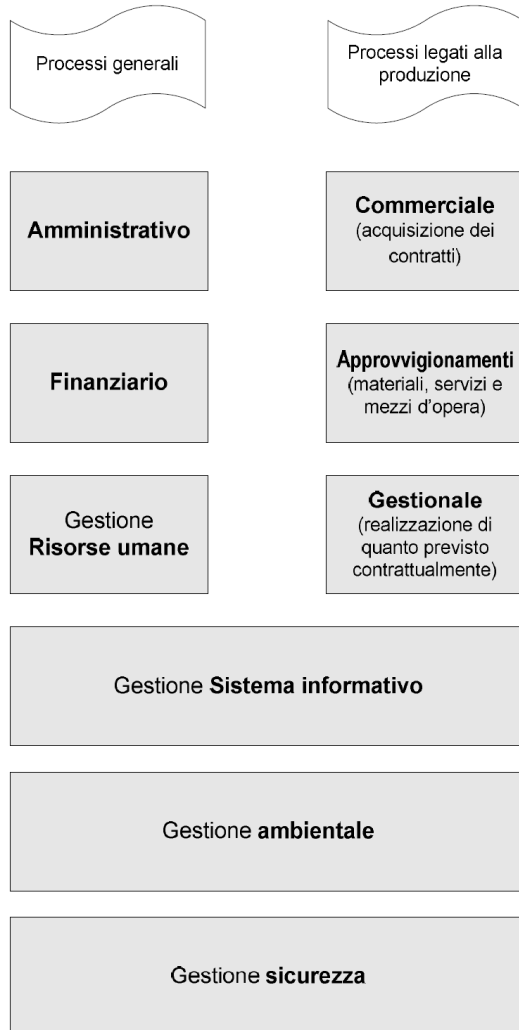 Processi generali
Processi legati alla
produzione
Amministrativo
Commerciale
(acquisizione dei
contratti)
Finanziario
Approvvigionamenti
(materiali, servizi e
mezzi d'opera)
Gestione
Risorse umane
Gestionale
(realizzazione di
quanto previsto
contrattualmente)
Gestione Sistema informativo
Gestione ambientale
Gestione sicurezza